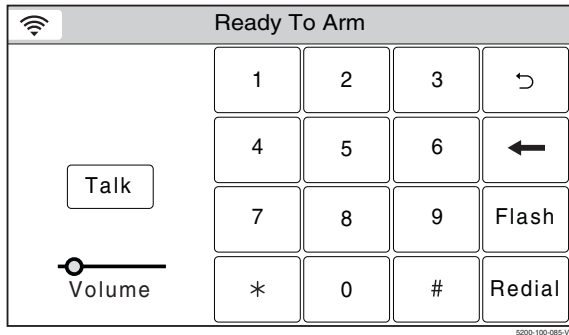 Ready To Arm
1 2 3
4 5 6
Talk
7 8 9 Flash
Volume
* 0 # Redial
5200-100-085-V